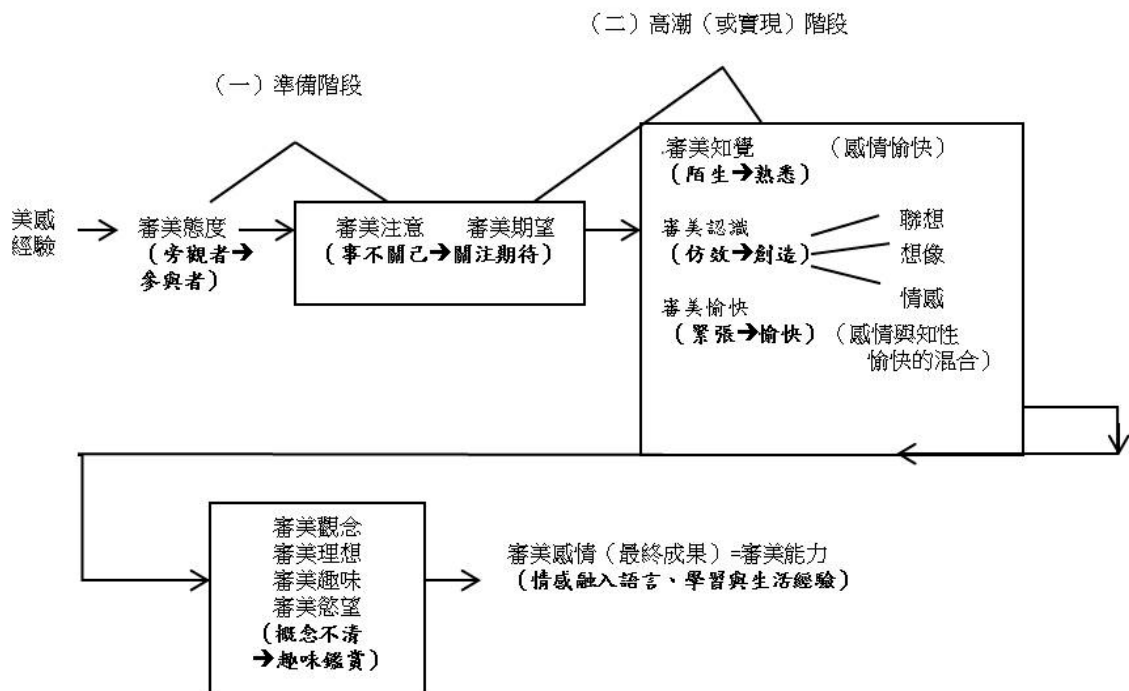 （二）高潮（或實現）階段
（一）準備階段
美感
經驗
審美態度
（旁觀者→
參與者）
審美注意 審美期望
（事不關己→關注期待）
審美知覺 （感情愉快）
（陌生→熟悉）
審美認識
（仿效→創造）
聯想
想像
情感
審美愉快
（緊張→愉快）
（感情與知性
愉快的混合）
審美觀念
審美理想
審美趣味
審美慾望
（概念不清
→趣味鑑賞）
審美感情（最終成果）=審美能力
（情感融入語言、學習與生活經驗）